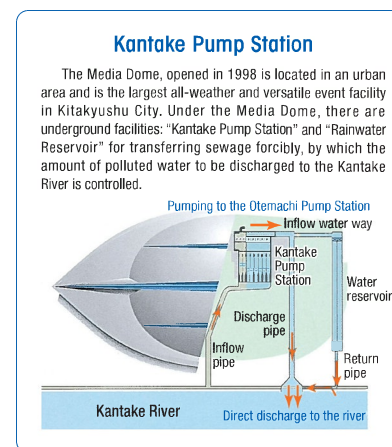 Kantake Pump Station
The Media Dome, opened in 1998 is located in an urban
area and is the largest all-weather and versatile event facility
in Kitakyushu City. Under the Media Dome, there are
underground facilities: “Kantake Pump Station” and “Rainwater
Reservoir” for transferring sewage forcibly, by which the
amount of polluted water to be discharged to the Kantake
River is controlled.
Pumping to the Otemachi Pump Station
Inflow water way
Kantake
Pump
Station
Water
reservoir
Discharge
pipe
Inflow
pipe
Return
pipe
Kantake River
Direct discharge to the river